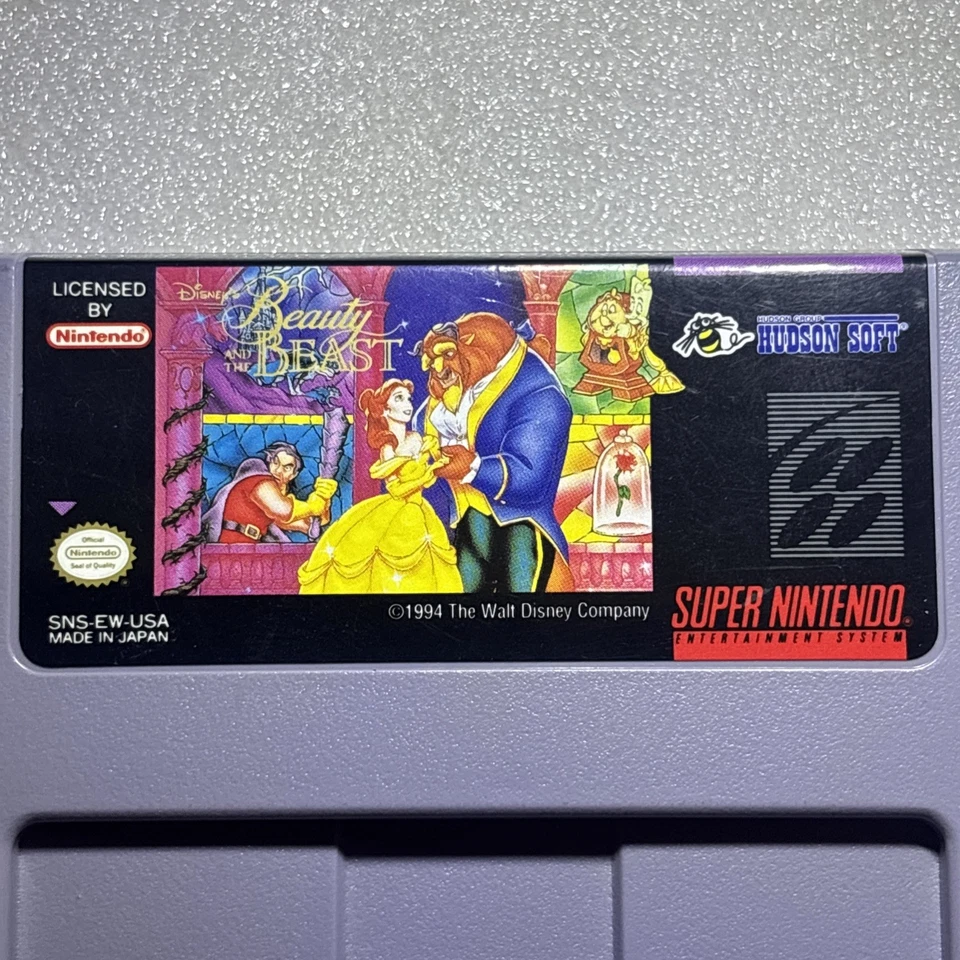 LICENSED
BY
Nintendo
DISNEY'S
Beauty
AND THE BEAST
HUDSON GROUP
HUDSON SOFT®
Official
Nintendo
Seal of Quality
SNS-EW-USA
MADE IN JAPAN
©1994 The Walt Disney Company
SUPER NINTENDO®
ENTERTAINMENT SYSTEM